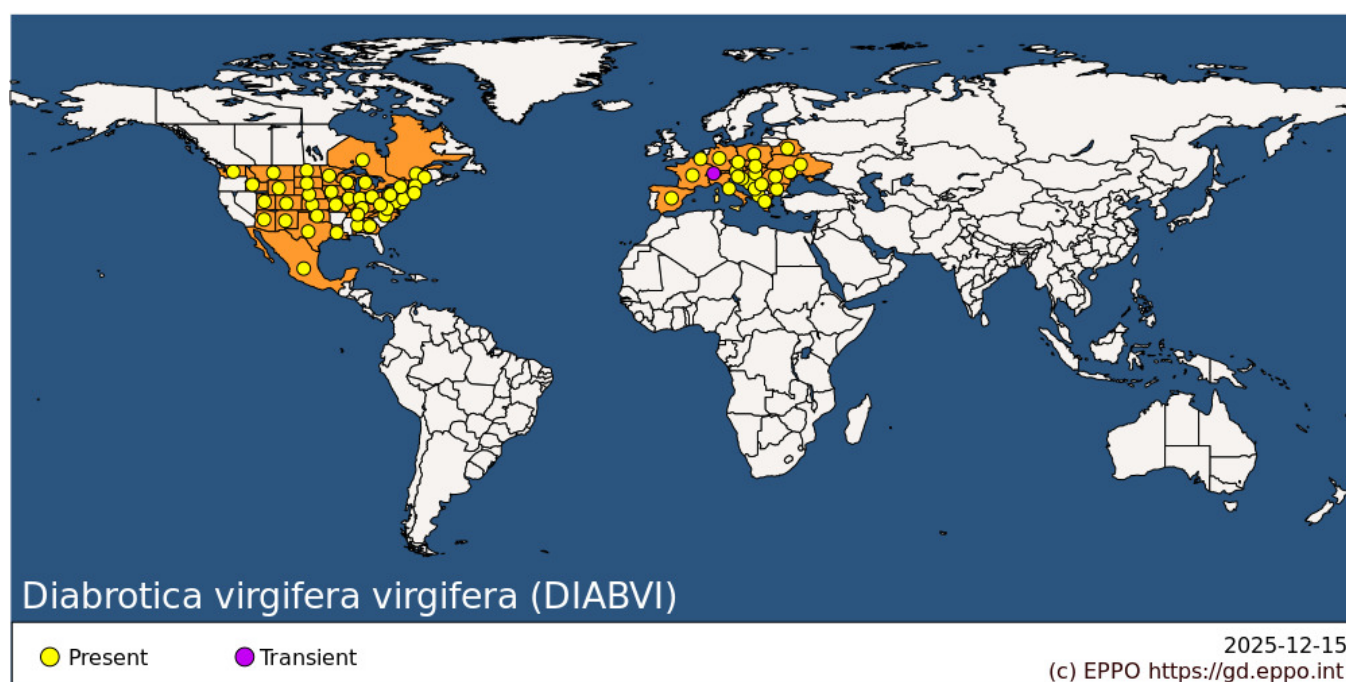 Diabrotica virgifera virgifera (DIABVI)
Present
Transient
2025-12-15
(c) EPPO https://gd.eppo.int